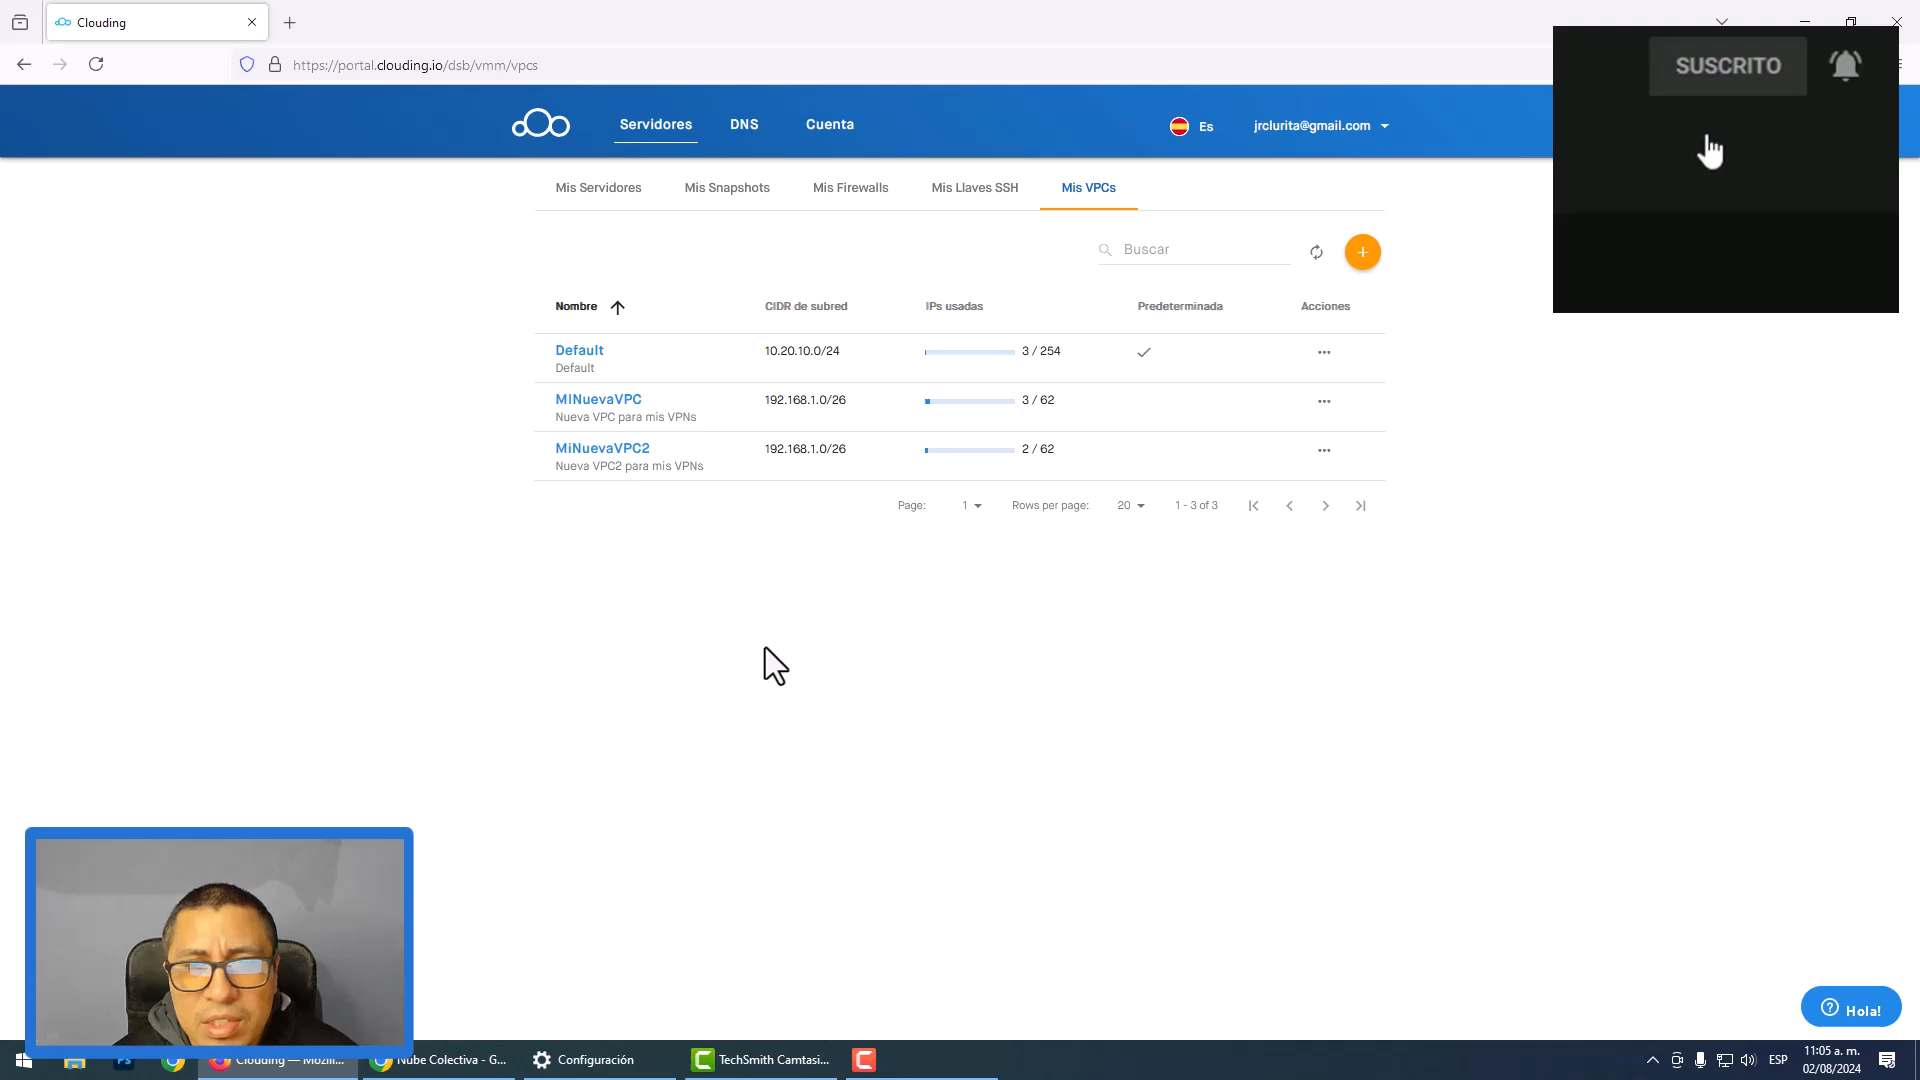 Clouding
https://portal.clouding.io/dsb/vmm/vpcs
SUSCRITO
Servidores
DNS
Cuenta
Es
jrclurita@gmail.com
Mis Servidores
Mis Snapshots
Mis Firewalls
Mis Llaves SSH
Mis VPCs
Buscar
Nombre
CIDR de subred
IPs usadas
Predeterminada
Acciones
Default
10.20.10.0/24
3 / 254
Default
MINuevaVPC
192.168.1.0/26
3 / 62
Nueva VPC para mis VPNs
MiNuevaVPC2
192.168.1.0/26
2 / 62
Nueva VPC2 para mis VPNs
Page:
1
Rows per page:
20
1 - 3 of 3
Hola!
Ps
Clouding — Mozill...
Nube Colectiva - G...
Configuración
TechSmith Camtasi...
ESP
11:05 a. m.
02/08/2024